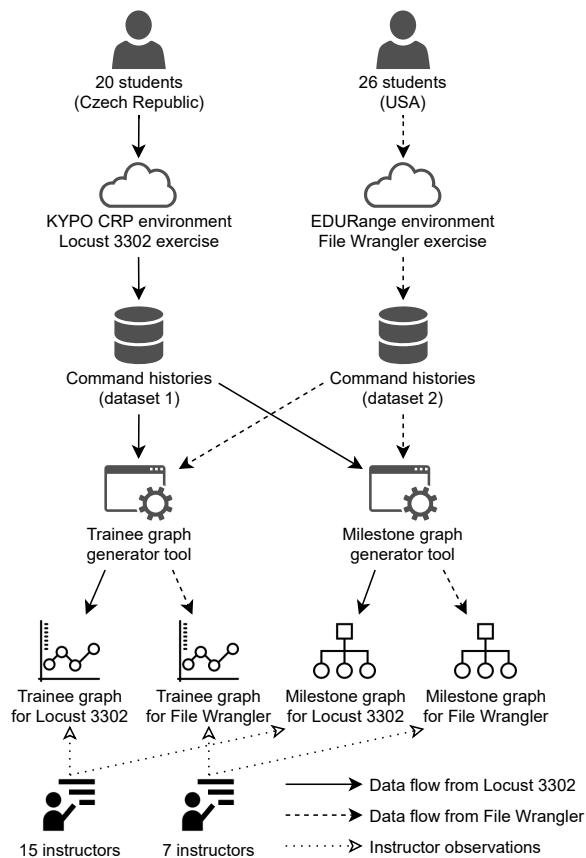 20 students
(Czech Republic)
26 students
(USA)
KYPO CRP environment
Locust 3302 exercise
EDURange environment
File Wrangler exercise
Command histories
(dataset 1)
Command histories
(dataset 2)
Trainee graph
generator tool
Milestone graph
generator tool
Trainee graph
for Locust 3302
Trainee graph
for File Wrangler
Milestone graph
for Locust 3302
Milestone graph
for File Wrangler
15 instructors
7 instructors
Data flow from Locust 3302
Data flow from File Wrangler
Instructor observations